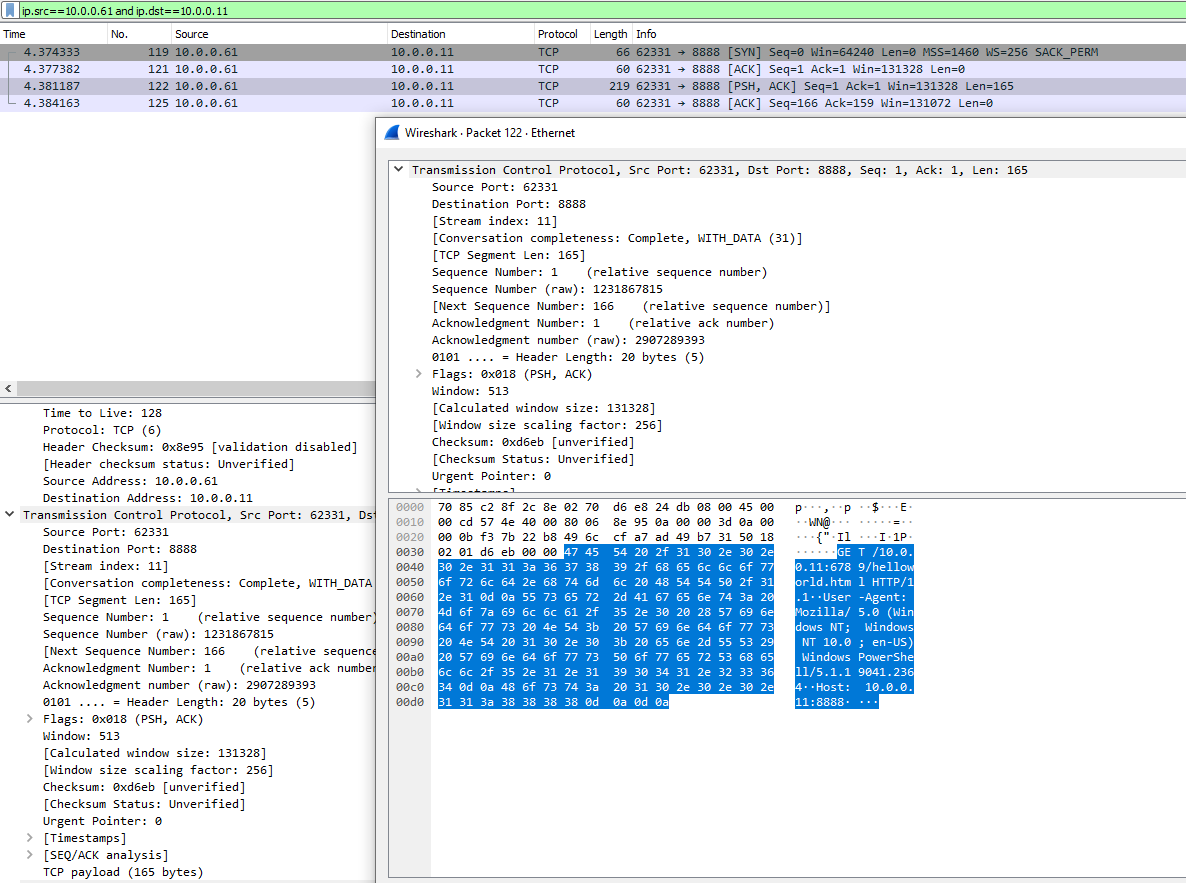 ip.src==10.0.0.61 and ip.dst==10.0.0.11
Time No. Source Destination Protocol Length Info
4.374333 119 10.0.0.61 10.0.0.11 TCP 66 62331 → 8888 [SYN] Seq=0 Win=64240 Len=0 MSS=1460 WS=256 SACK_PERM
4.377382 121 10.0.0.61 10.0.0.11 TCP 60 62331 → 8888 [ACK] Seq=1 Ack=1 Win=131328 Len=0
4.381187 122 10.0.0.61 10.0.0.11 TCP 219 62331 → 8888 [PSH, ACK] Seq=1 Ack=1 Win=131328 Len=165
4.384163 125 10.0.0.61 10.0.0.11 TCP 60 62331 → 8888 [ACK] Seq=166 Ack=159 Win=131072 Len=0
Wireshark · Packet 122 · Ethernet
Transmission Control Protocol, Src Port: 62331, Dst Port: 8888, Seq: 1, Ack: 1, Len: 165
Source Port: 62331
Destination Port: 8888
[Stream index: 11]
[Conversation completeness: Complete, WITH_DATA (31)]
[TCP Segment Len: 165]
Sequence Number: 1 (relative sequence number)
Sequence Number (raw): 1231867815
[Next Sequence Number: 166 (relative sequence number)]
Acknowledgment Number: 1 (relative ack number)
Acknowledgment number (raw): 2907289393
0101 .... = Header Length: 20 bytes (5)
Flags: 0x018 (PSH, ACK)
Window: 513
[Calculated window size: 131328]
[Window size scaling factor: 256]
Checksum: 0xd6eb [unverified]
[Checksum Status: Unverified]
Urgent Pointer: 0
[Timestamps]
0000 70 85 c2 8f 2c 8e 02 70 d6 e8 24 db 08 00 45 00 p···,··p ··$···E·
0010 00 cd 57 4e 40 00 80 06 8e 95 0a 00 00 3d 0a 00 ··WN@··· ·····=··
0020 00 0b f3 7b 22 b8 49 6c cf a7 ad 49 b7 31 50 18 ···{"·Il ···I·1P·
0030 02 01 d6 eb 00 00 47 45 54 20 2f 31 30 2e 30 2e ······GE T /10.0.
0040 30 2e 31 31 3a 36 37 38 39 2f 68 65 6c 6c 6f 77 0.11:678 9/hellow
0050 6f 72 6c 64 2e 68 74 6d 6c 20 48 54 54 50 2f 31 orld.htm l HTTP/1
0060 2e 31 0d 0a 55 73 65 72 2d 41 67 65 6e 74 3a 20 .1··User -Agent:
0070 4d 6f 7a 69 6c 6c 61 2f 35 2e 30 20 28 57 69 6e Mozilla/ 5.0 (Win
0080 64 6f 77 73 20 4e 54 3b 20 57 69 6e 64 6f 77 73 dows NT; Windows
0090 20 4e 54 20 31 30 2e 30 3b 20 65 6e 2d 55 53 29 NT 10.0 ; en-US)
00a0 20 57 69 6e 64 6f 77 73 50 6f 77 65 72 53 68 65 Windows PowerShe
00b0 6c 6c 2f 35 2e 31 2e 31 39 30 34 31 2e 32 33 36 ll/5.1.1 9041.236
00c0 34 0d 0a 48 6f 73 74 3a 20 31 30 2e 30 2e 30 2e 4··Host: 10.0.0.
00d0 31 31 3a 38 38 38 38 0d 0a 0d 0a 11:8888· ···
Time to Live: 128
Protocol: TCP (6)
Header Checksum: 0x8e95 [validation disabled]
[Header checksum status: Unverified]
Source Address: 10.0.0.61
Destination Address: 10.0.0.11
Transmission Control Protocol, Src Port: 62331, Dst
Source Port: 62331
Destination Port: 8888
[Stream index: 11]
[Conversation completeness: Complete, WITH_DATA
[TCP Segment Len: 165]
Sequence Number: 1 (relative sequence number)
Sequence Number (raw): 1231867815
[Next Sequence Number: 166 (relative sequence
Acknowledgment Number: 1 (relative ack number
Acknowledgment number (raw): 2907289393
0101 .... = Header Length: 20 bytes (5)
Flags: 0x018 (PSH, ACK)
Window: 513
[Calculated window size: 131328]
[Window size scaling factor: 256]
Checksum: 0xd6eb [unverified]
[Checksum Status: Unverified]
Urgent Pointer: 0
[Timestamps]
[SEQ/ACK analysis]
TCP payload (165 bytes)